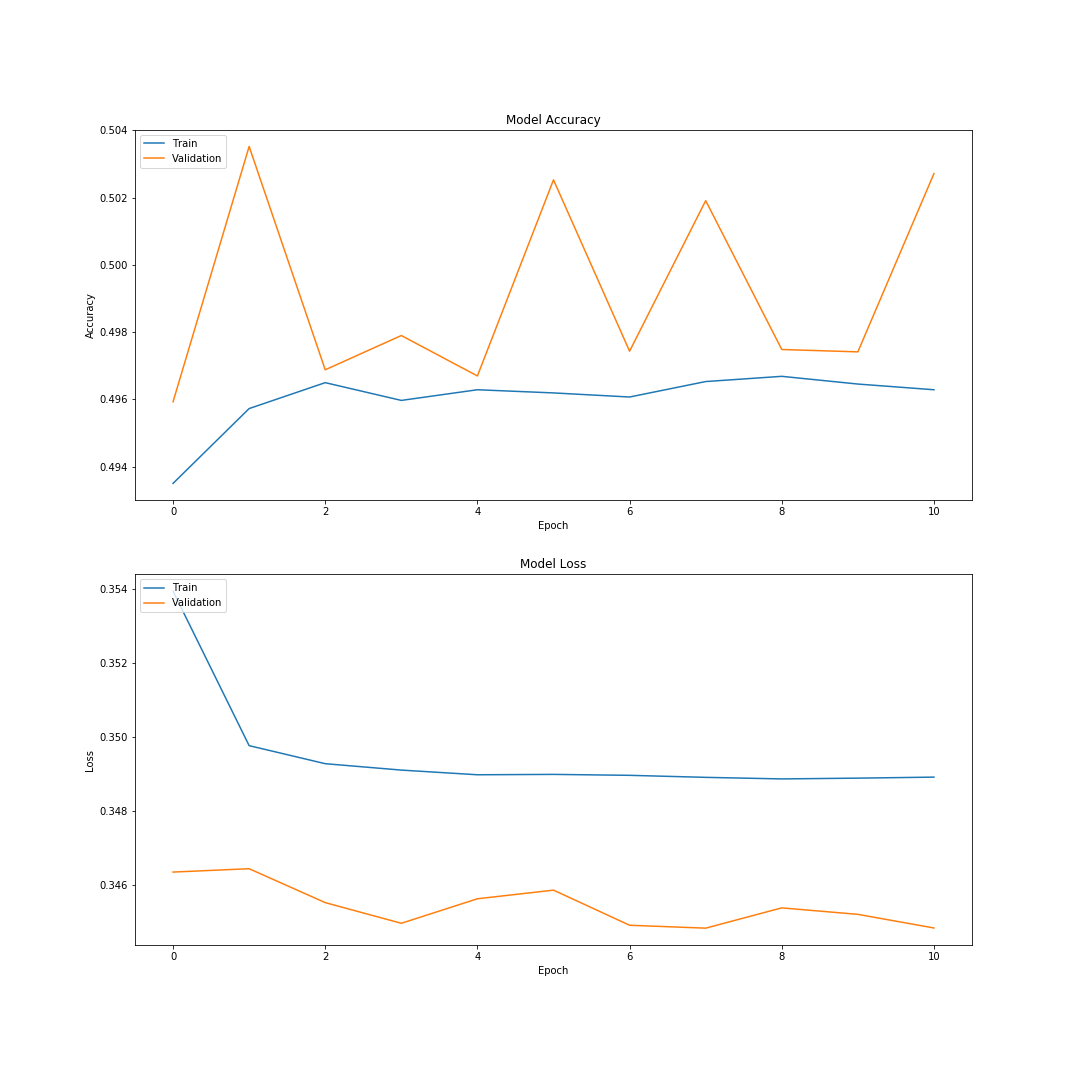 Model Accuracy
0.504
0.502
0.500
0.498
0.496
0.494
Accuracy
Train
Validation
0 2 4 6 8 10
Epoch
Model Loss
0.354
0.352
0.350
0.348
0.346
Loss
Train
Validation
0 2 4 6 8 10
Epoch